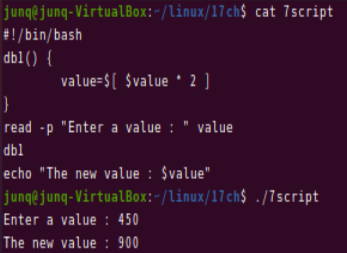 junq@junq-VirtualBox:~/linux/17ch$ cat 7script
#!/bin/bash
dbl() {
        value=$[ $value * 2 ]
}
read -p "Enter a value : " value
dbl
echo "The new value : $value"
junq@junq-VirtualBox:~/linux/17ch$ ./7script
Enter a value : 450
The new value : 900